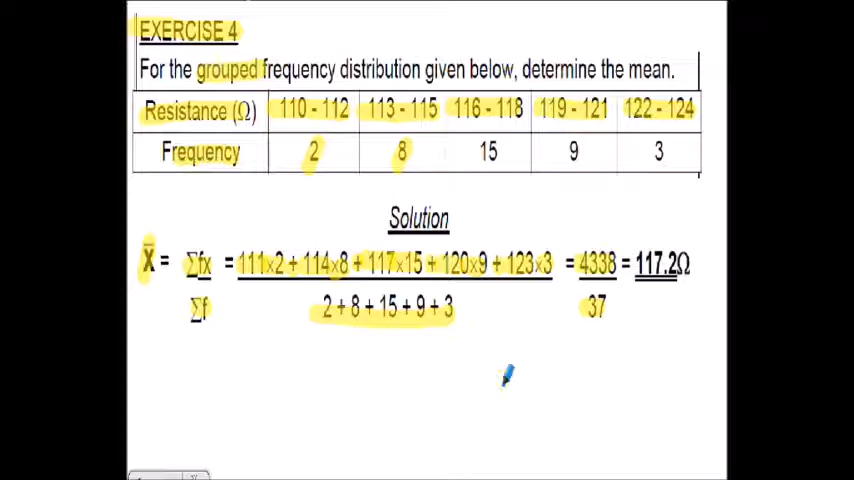 EXERCISE 4
For the grouped frequency distribution given below, determine the mean.
Resistance (Ω) 110 - 112 113 - 115 116 - 118 119 - 121 122 - 124
Frequency 2 8 15 9 3
Solution
X̄ = ∑fx = 111×2 + 114×8 + 117×15 + 120×9 + 123×3 = 4338 = 117.2Ω
∑f 2 + 8 + 15 + 9 + 3 37